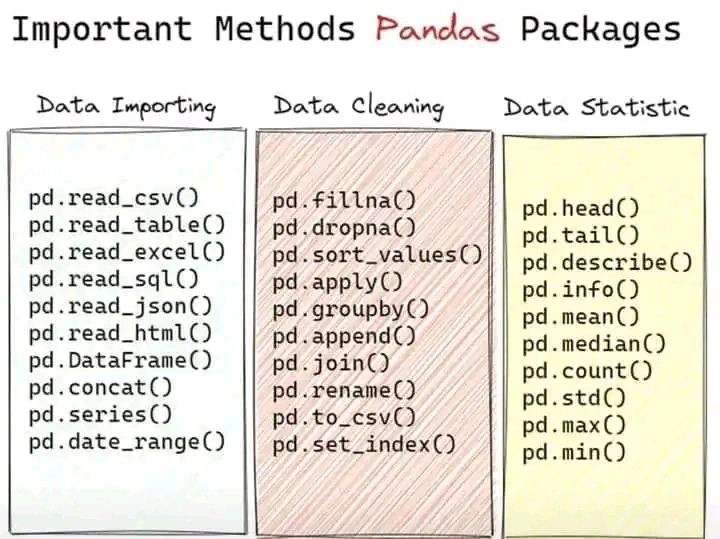 Important Methods Pandas Packages
Data Importing
pd.read_csv()
pd.read_table()
pd.read_excel()
pd.read_sql()
pd.read_json()
pd.read_html()
pd.DataFrame()
pd.concat()
pd.series()
pd.date_range()
Data Cleaning
pd.fillna()
pd.dropna()
pd.sort_values()
pd.apply()
pd.groupby()
pd.append()
pd.join()
pd.rename()
pd.to_csv()
pd.set_index()
Data Statistic
pd.head()
pd.tail()
pd.describe()
pd.info()
pd.mean()
pd.median()
pd.count()
pd.std()
pd.max()
pd.min()